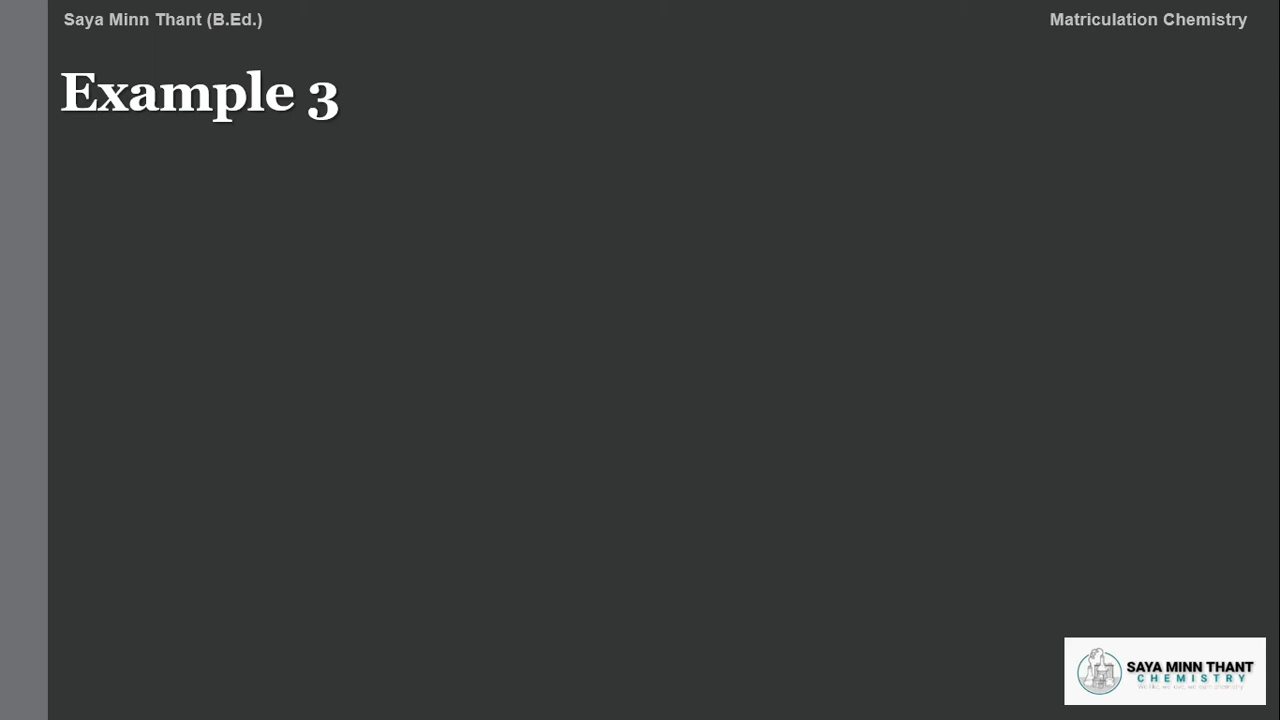 Saya Minn Thant (B.Ed.)
Matriculation Chemistry
Example 3
SAYA MINN THANT
CHEMISTRY